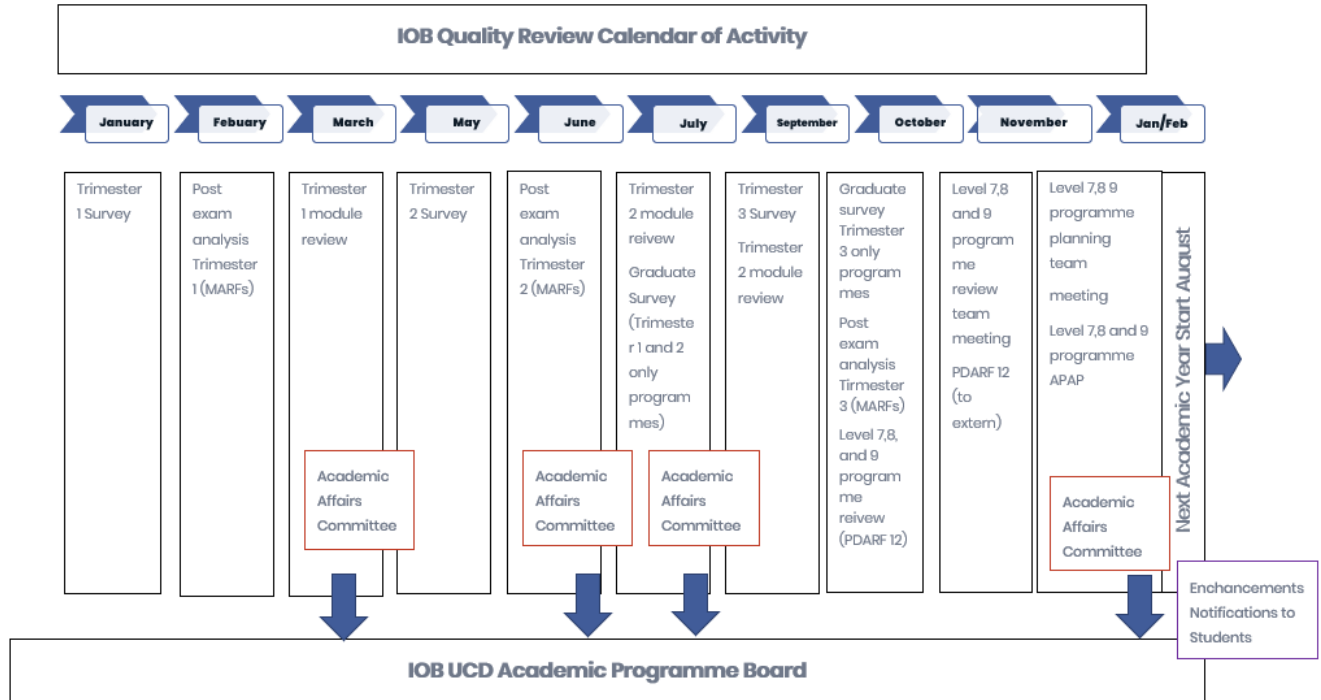 IOB Quality Review Calendar of Activity
January
Febuary
March
May
June
July
September
October
November
Jan/Feb
Trimester
1 Survey
Post
exam
analysis
Trimester
1 (MARFs)
Trimester
1 module
review
Academic
Affairs
Committee
Trimester
2 Survey
Post
exam
analysis
Trimester
2 (MARFs)
Academic
Affairs
Committee
Trimester
2 module
reivew
Graduate
Survey
(Trimeste
r 1 and 2
only
program
mes)
Academic
Affairs
Committee
Trimester
3 Survey
Trimester
2 module
review
Graduate
survey
Trimester
3 only
program
mes
Post
exam
analysis
Tirmester
3 (MARFs)
Level 7,8,
and 9
program
me
reivew
(PDARF 12)
Level 7,8
and 9
program
me
review
team
meeting
PDARF 12
(to
extern)
Level 7,8 9
programme
planning
team
meeting
Level 7,8 and 9
programme
APAP
Academic
Affairs
Committee
Next Academic Year Start August
Enchancements
Notifications to
Students
IOB UCD Academic Programme Board